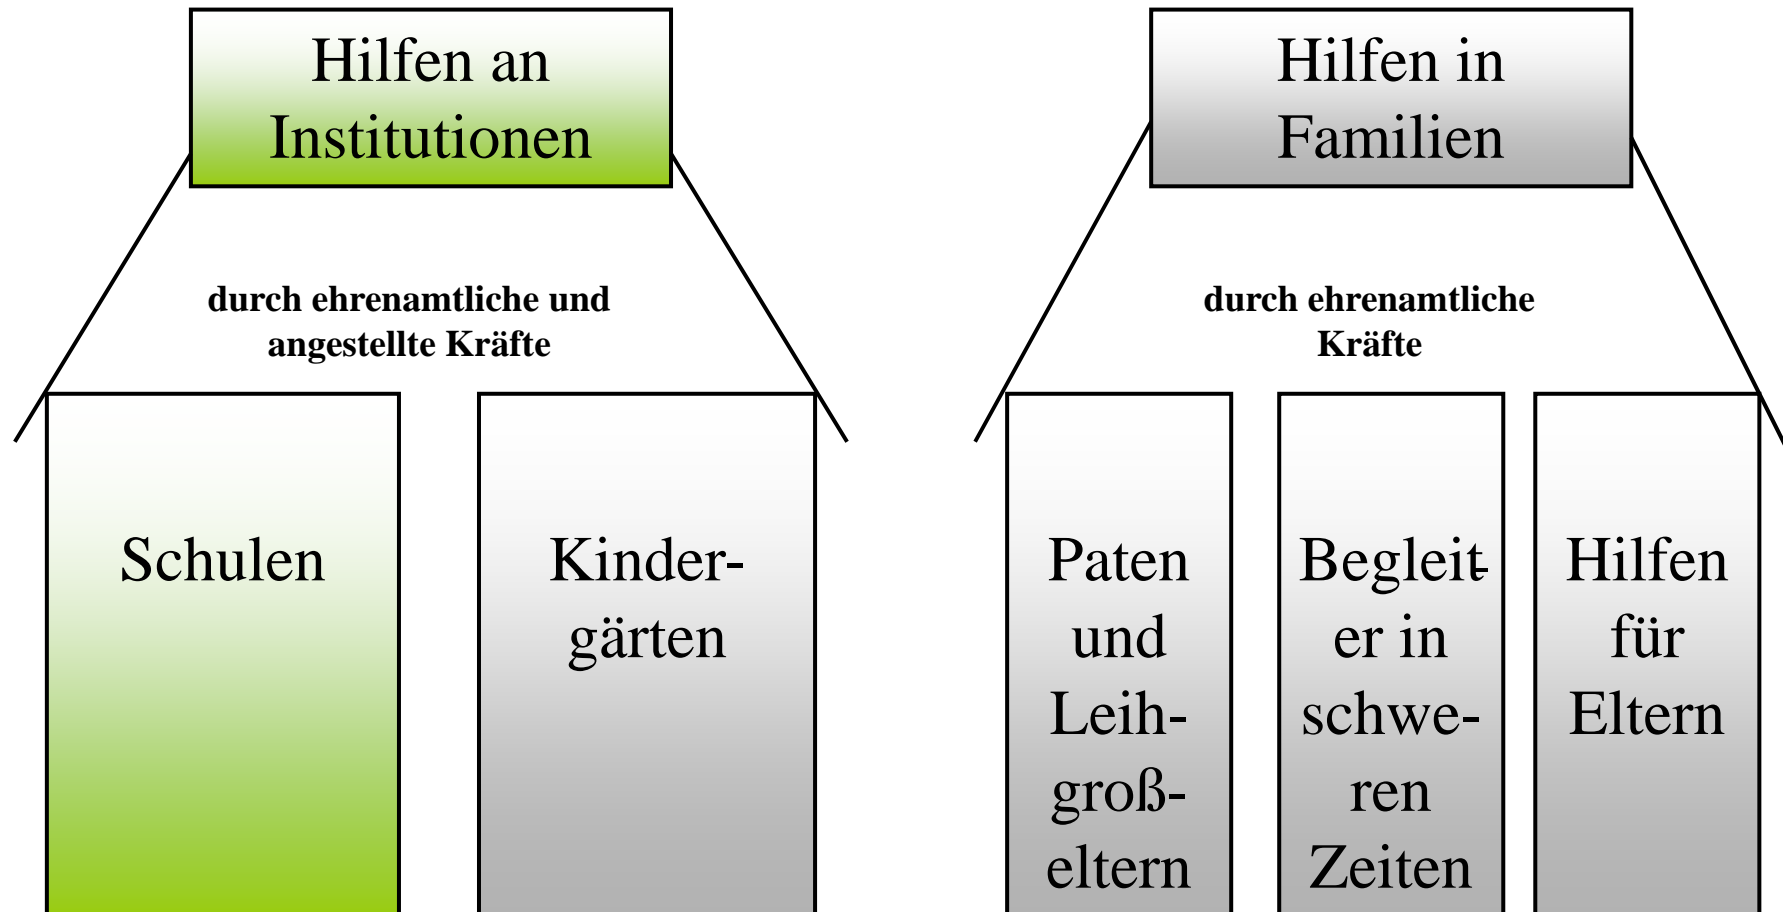 Hilfen an
Institutionen
durch ehrenamtliche und
angestellte Kräfte
Schulen
Kinder-
gärten
Hilfen in
Familien
durch ehrenamtliche
Kräfte
Paten
und
Leih-
groß-
eltern
Begleit-
er in
schwe-
ren
Zeiten
Hilfen
für
Eltern